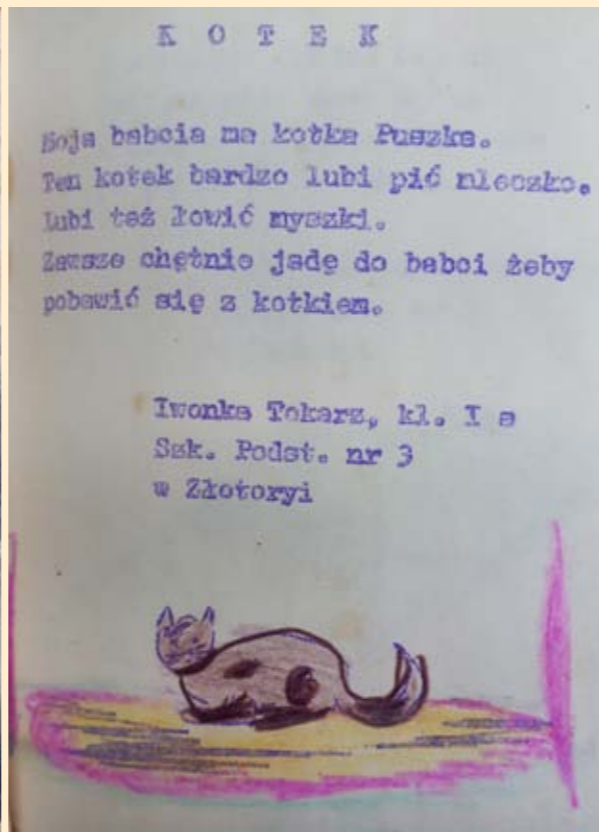 K O T E K
Moja babcia ma kotka Puszka.
Ten kotek bardzo lubi pić mleczko.
Lubi też łowić myszki.
Zawsze chętnie jadę do babci żeby
pobawić się z kotkiem.
Iwonka Tokarz, kl. I a
Szk. Podst. nr 3
w Złotoryi